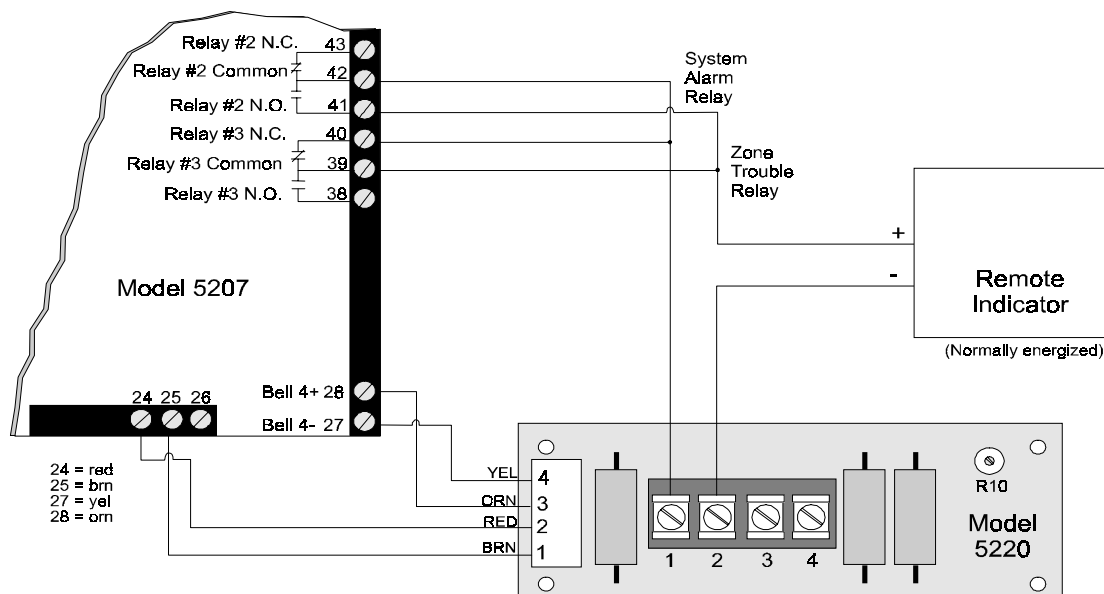 Relay #2 N.C. 43
Relay #2 Common 42
Relay #2 N.O. 41
Relay #3 N.C. 40
Relay #3 Common 39
Relay #3 N.O. 38
System
Alarm
Relay
Zone
Trouble
Relay
+
-
Remote
Indicator
(Normally energized)
Model 5207
Bell 4+ 28
Bell 4- 27
24 25 26
24 = red
25 = brn
27 = yel
28 = orn
YEL 4
ORN 3
RED 2
BRN 1
1 2 3 4
R10
Model
5220